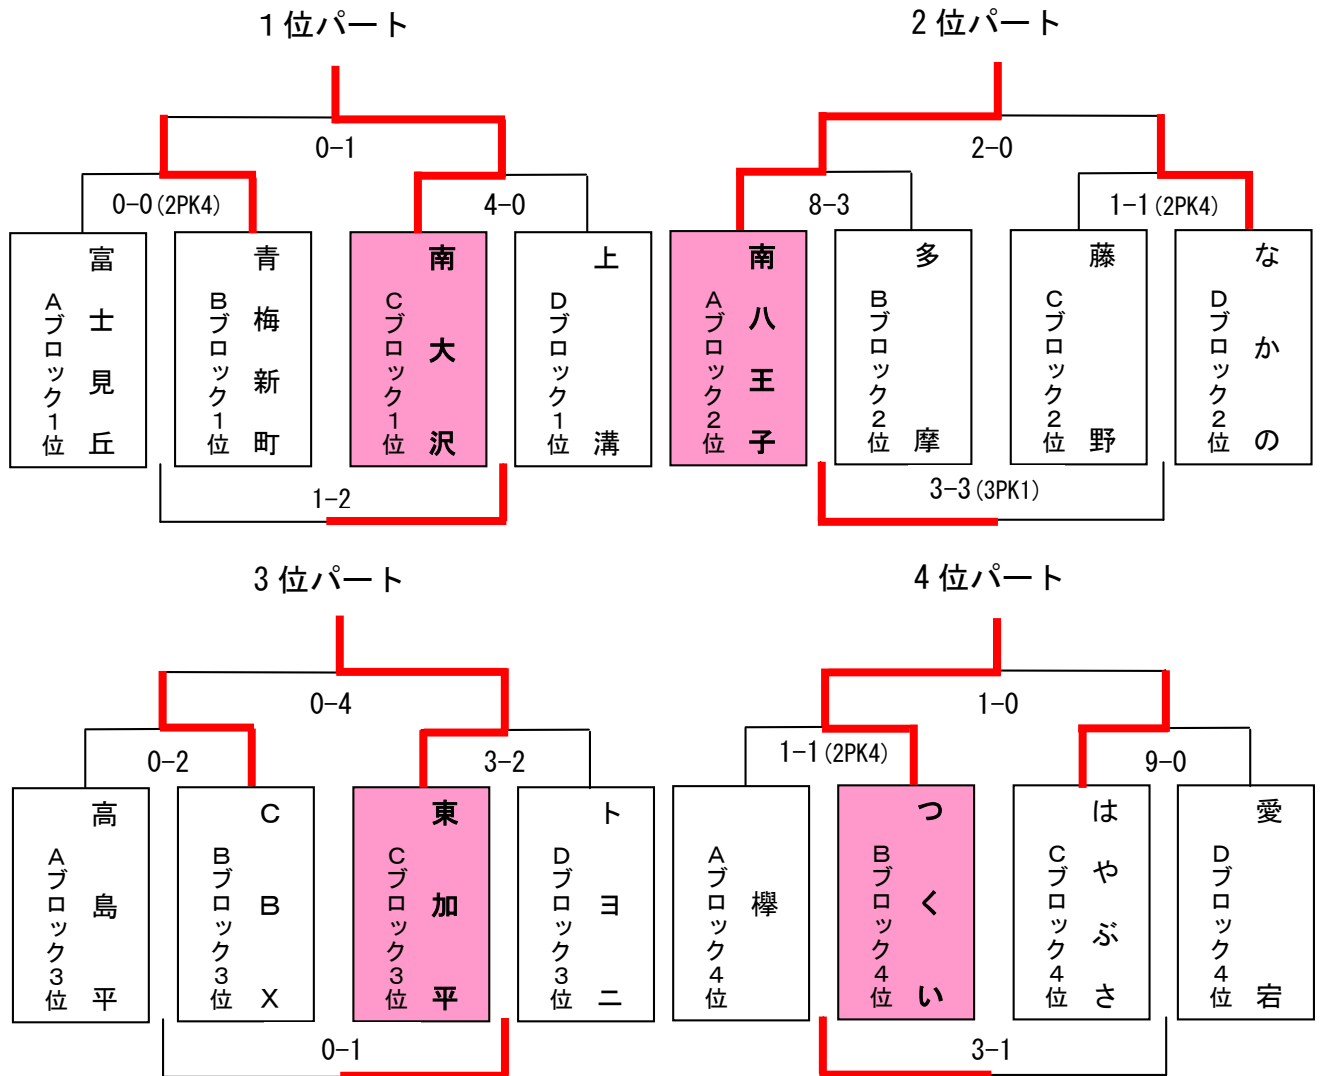 1位パート
0-1
0-0(2PK4)
4-0
富士見丘
Aブロック1位
青梅新町
Bブロック1位
南大沢
Cブロック1位
上溝
Dブロック1位
1-2
2位パート
2-0
8-3
1-1(2PK4)
南八王子
Aブロック2位
多摩
Bブロック2位
藤野
Cブロック2位
なかの
Dブロック2位
3-3(3PK1)
3位パート
0-4
0-2
3-2
高島平
Aブロック3位
CBX
Bブロック3位
東加平
Cブロック3位
トヨニ
Dブロック3位
0-1
4位パート
1-0
1-1(2PK4)
9-0
欅
Aブロック4位
つくい
Bブロック4位
はやぶさ
Cブロック4位
愛宕
Dブロック4位
3-1